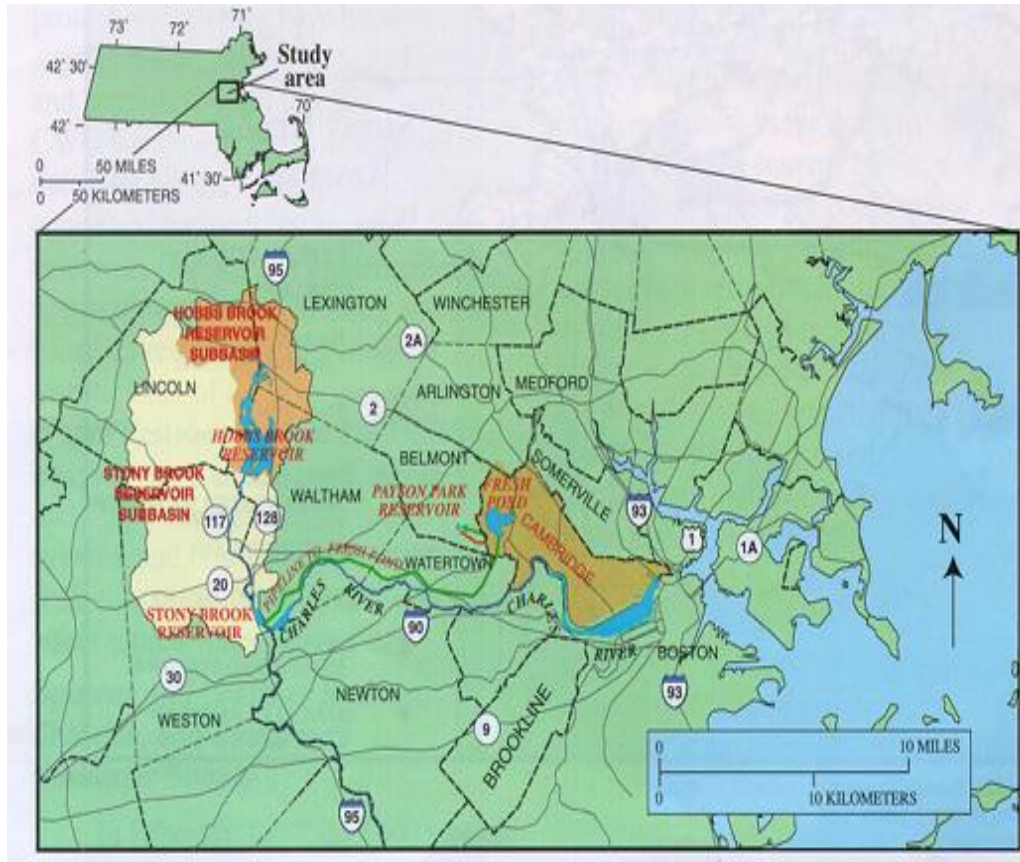 73'
72'
71'
42° 30'
Study
area
70'
42'
0
50 MILES
0
50 KILOMETERS
41° 30'
95
HOBBS BROOK
RESERVOIR
SUBBASIN
LEXINGTON
WINCHESTER
2A
LINCOLN
ARLINGTON
MEDFORD
2
HOBBS BROOK
RESERVOIR
BELMONT
SOMERVILLE
STONY BROOK
RESERVOIR
SUBBASIN
WALTHAM
PAYSON PARK
RESERVOIR
FRESH
POND
CAMBRIDGE
117
128
93
1
1A
N
PIPELINE TO FRESH POND
WATERTOWN
20
STONY BROOK
RESERVOIR
CHARLES
RIVER
CHARLES
RIVER
90
BOSTON
30
NEWTON
93
WESTON
9
BROOKLINE
95
0
10 MILES
0
10 KILOMETERS